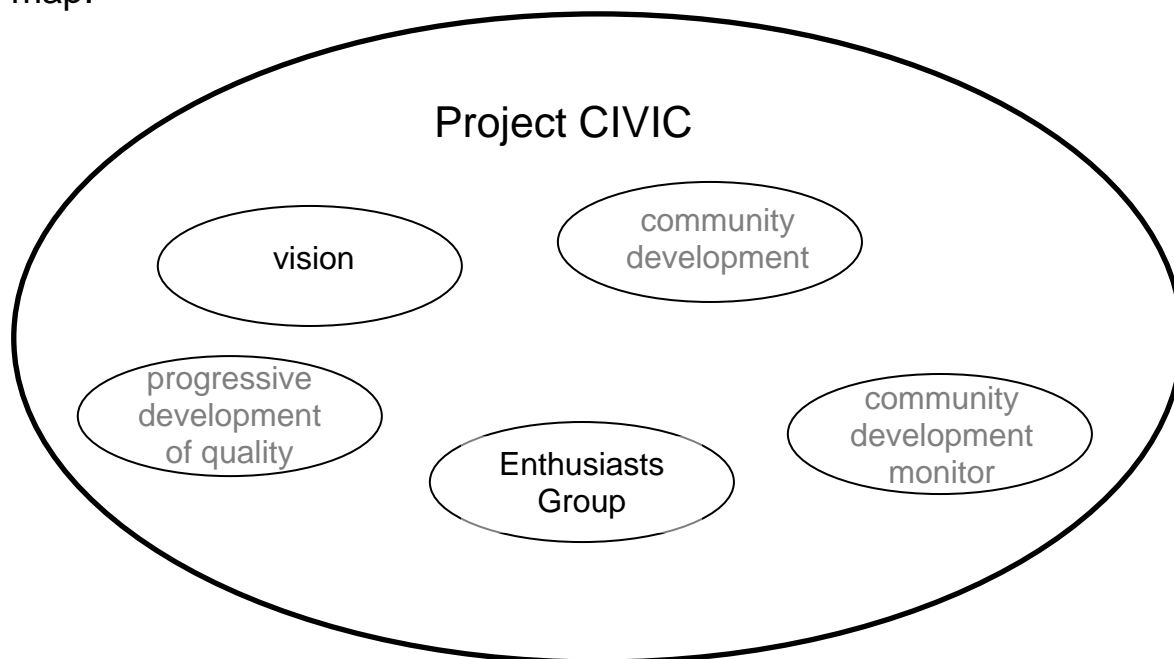 map:
Project CIVIC
vision
community
development
progressive
development
of quality
Enthusiasts
Group
community
development
monitor